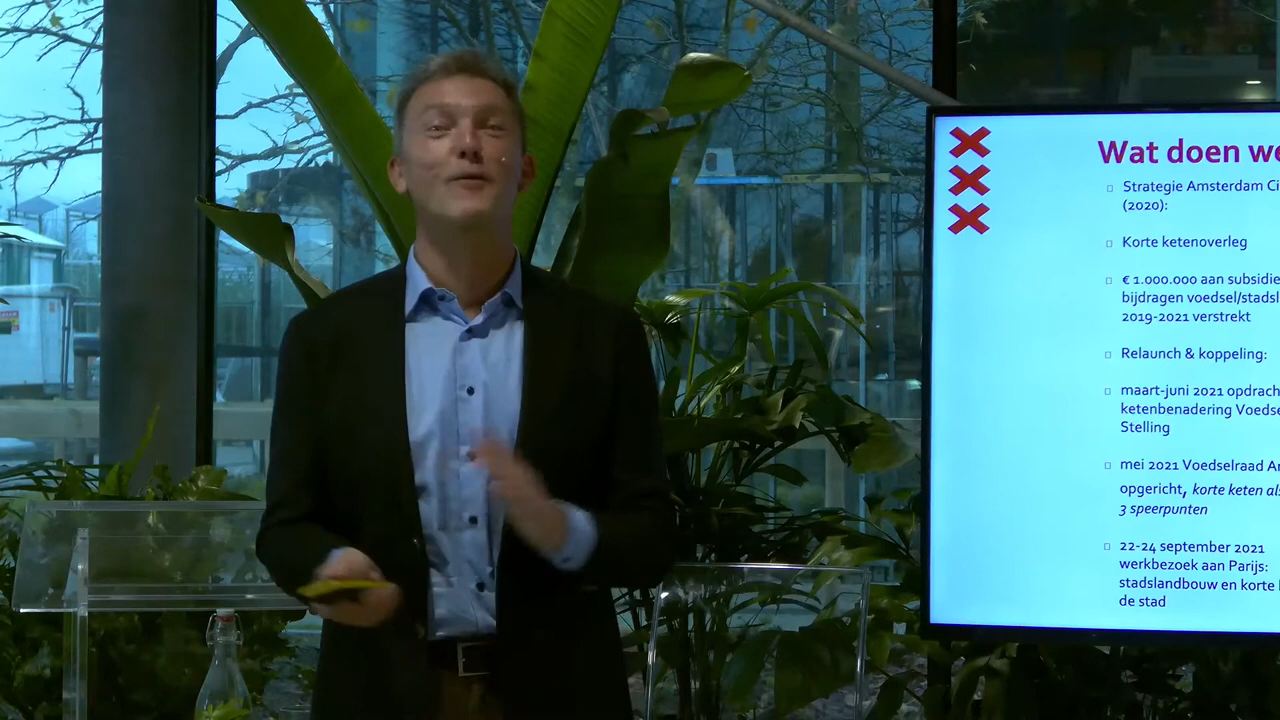 Wat doen we
Strategie Amsterdam Ci
(2020):
Korte ketenoverleg
€ 1.000.000 aan subsidie
bijdragen voedsel/stadsl
2019-2021 verstrekt
Relaunch & koppeling:
maart-juni 2021 opdrach
ketenbenadering Voedse
Stelling
mei 2021 Voedselraad A
opgericht, korte keten als
3 speerpunten
22-24 september 2021
werkbezoek aan Parijs:
stadslandbouw en korte
de stad